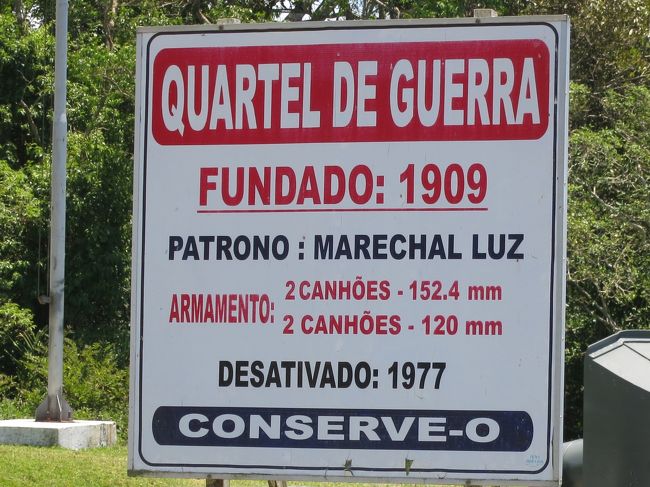 QUARTEL DE GUERRA
FUNDADO: 1909
PATRONO : MARECHAL LUZ
ARMAMENTO: 2 CANHÕES - 152.4 mm
2 CANHÕES - 120 mm
DESATIVADO: 1977
CONSERVE-O